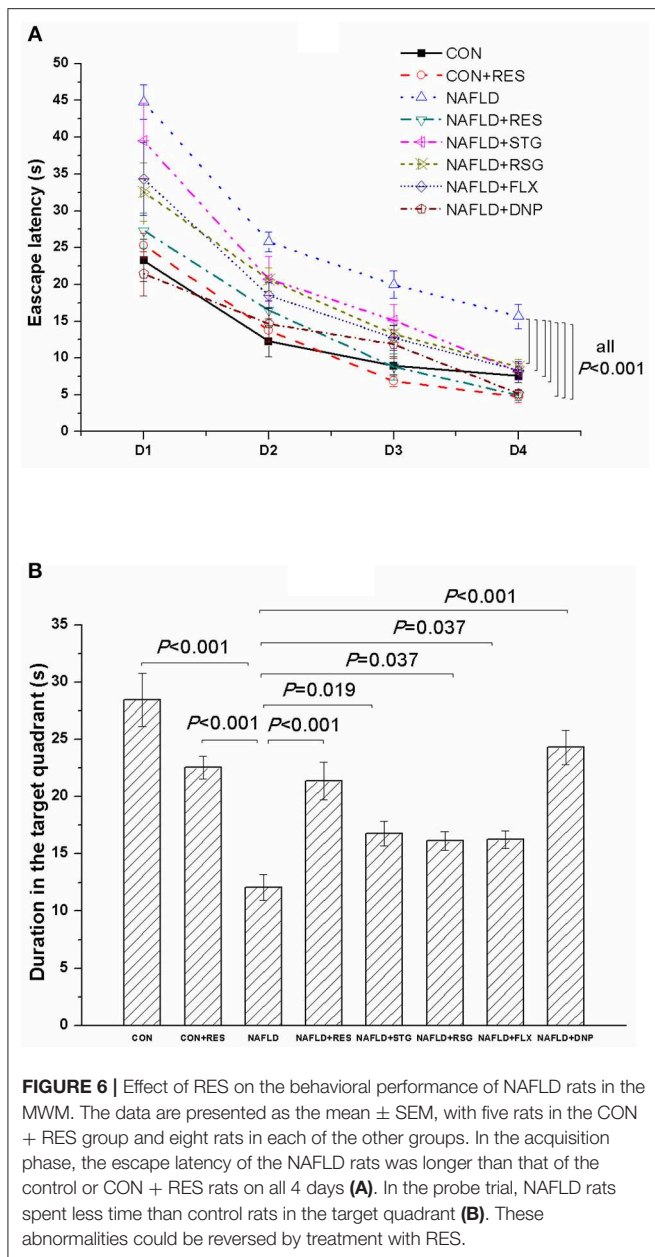 A
50
45
40
35
30
25
20
15
10
5
0
Eascape latency (s)
D1 D2 D3 D4
CON
CON+RES
NAFLD
NAFLD+RES
NAFLD+STG
NAFLD+RSG
NAFLD+FLX
NAFLD+DNP
all
P<0.001
B
35
30
25
20
15
10
5
0
Duration in the target quadrant (s)
P<0.001
P=0.037
P<0.001
P=0.037
P=0.019
P<0.001 P<0.001
CON CON+RES NAFLD NAFLD+RES NAFLD+STG NAFLD+RSG NAFLD+FLX NAFLD+DNP
FIGURE 6 | Effect of RES on the behavioral performance of NAFLD rats in the
MWM. The data are presented as the mean ± SEM, with five rats in the CON
+ RES group and eight rats in each of the other groups. In the acquisition
phase, the escape latency of the NAFLD rats was longer than that of the
control or CON + RES rats on all 4 days (A). In the probe trial, NAFLD rats
spent less time than control rats in the target quadrant (B). These
abnormalities could be reversed by treatment with RES.